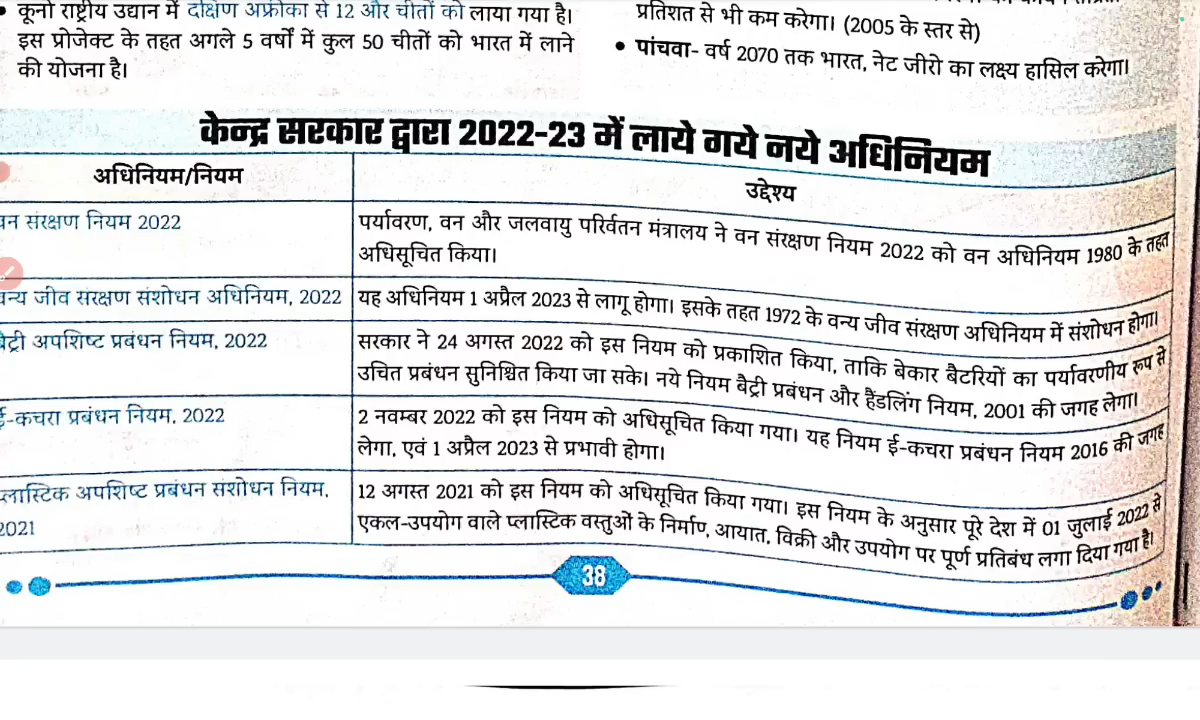 कूनो राष्ट्रीय उद्यान में दक्षिण अफ्रीका से 12 और चीतों को लाया गया है।
इस प्रोजेक्ट के तहत अगले 5 वर्षों में कुल 50 चीतों को भारत में लाने
की योजना है।
प्रतिशत से भी कम करेगा। (2005 के स्तर से)
• पांचवा- वर्ष 2070 तक भारत, नेट जीरो का लक्ष्य हासिल करेगा।
केन्द्र सरकार द्वारा 2022-23 में लाये गये नये अधिनियम
अधिनियम/नियम
उद्देश्य
वन संरक्षण नियम 2022
पर्यावरण, वन और जलवायु परिर्वतन मंत्रालय ने वन संरक्षण नियम 2022 को वन अधिनियम 1980 के तहत
अधिसूचित किया।
वन्य जीव संरक्षण संशोधन अधिनियम, 2022
यह अधिनियम 1 अप्रैल 2023 से लागू होगा। इसके तहत 1972 के वन्य जीव संरक्षण अधिनियम में संशोधन होगा।
बैट्री अपशिष्ट प्रबंधन नियम, 2022
सरकार ने 24 अगस्त 2022 को इस नियम को प्रकाशित किया, ताकि बेकार बैटरियों का पर्यावरणीय रूप से
उचित प्रबंधन सुनिश्चित किया जा सके। नये नियम बैट्री प्रबंधन और हैंडलिंग नियम, 2001 की जगह लेगा।
ई-कचरा प्रबंधन नियम, 2022
2 नवम्बर 2022 को इस नियम को अधिसूचित किया गया। यह नियम ई-कचरा प्रबंधन नियम 2016 की जगह
लेगा, एवं 1 अप्रैल 2023 से प्रभावी होगा।
प्लास्टिक अपशिष्ट प्रबंधन संशोधन नियम,
2021
12 अगस्त 2021 को इस नियम को अधिसूचित किया गया। इस नियम के अनुसार पूरे देश में 01 जुलाई 2022 से
एकल-उपयोग वाले प्लास्टिक वस्तुओं के निर्माण, आयात, विक्री और उपयोग पर पूर्ण प्रतिबंध लगा दिया गया है।
38